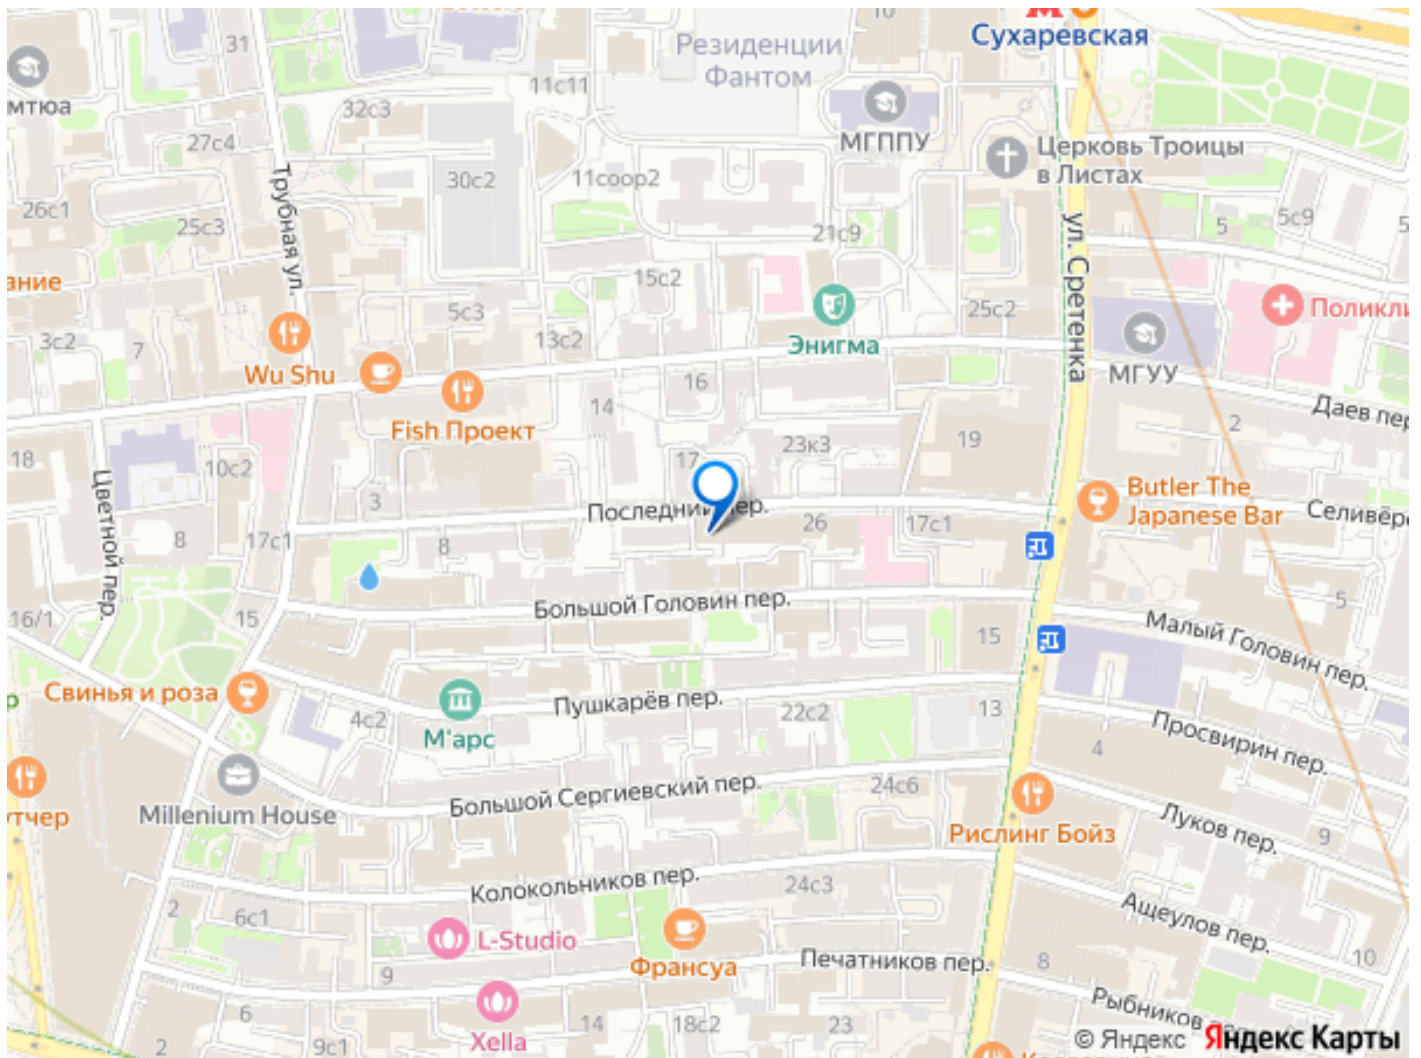 10
Сухаревская
31
Резиденции
Фантом
11с11
мтюа
32с3
МГППУ
Церковь Троицы
в Листах
27с4
30с2
11соор2
Трубная ул.
26с1
25с3
21с9
5
5с9
5
ул. Сретенка
ание
15с2
5с3
25с2
Поликли
3с2
7
13с2
Энигма
Wu Shu
МГУУ
16
14
Fish Проект
Даев пер
2
18
10с2
23к3
19
17
Цветной пер.
3
Последний пер.
Butler The
Japanese Bar
Селивёрс
8
17с1
8
26
17с1
16/1
15
Большой Головин пер.
5
15
Малый Головин пер.
Свинья и роза
р
4с2
М'арс
Пушкарёв пер.
22с2
13
Просвирин пер.
4
Millenium House
Большой Сергиевский пер.
24с6
утчер
Рислинг Бойз
Луков пер.
9
Колокольников пер.
24с3
2
6с1
L-Studio
Ащеулов пер.
Франсуа
Печатников пер.
8
10
9
Рыбников
6
Xella
14
18с2
23
2
9с1
© Яндекс Яндекс Карты